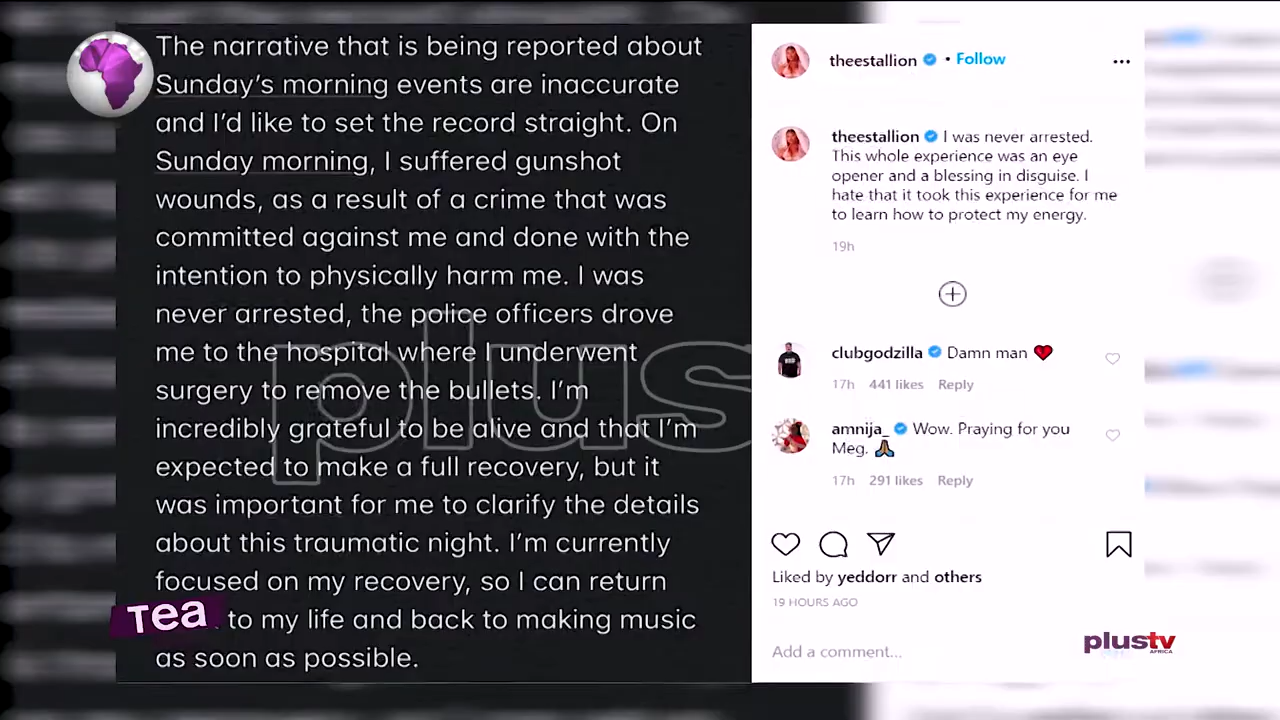 The narrative that is being reported about
Sunday's morning events are inaccurate
and I'd like to set the record straight. On
Sunday morning, I suffered gunshot
wounds, as a result of a crime that was
committed against me and done with the
intention to physically harm me. I was
never arrested, the police officers drove
me to the hospital where I underwent
surgery to remove the bullets. I'm
incredibly grateful to be alive and that I'm
expected to make a full recovery, but it
was important for me to clarify the details
about this traumatic night. I'm currently
focused on my recovery, so I can return
to my life and back to making music
as soon as possible.
Tea
plus
theestallion • Follow
theestallion I was never arrested.
This whole experience was an eye
opener and a blessing in disguise. I
hate that it took this experience for me
to learn how to protect my energy.
19h
clubgodzilla Damn man ❤️
17h 441 likes Reply
amnija_ Wow. Praying for you
Meg. 🙏🏾
17h 291 likes Reply
Liked by yeddorr and others
19 HOURS AGO
Add a comment...
plustv
AFRICA